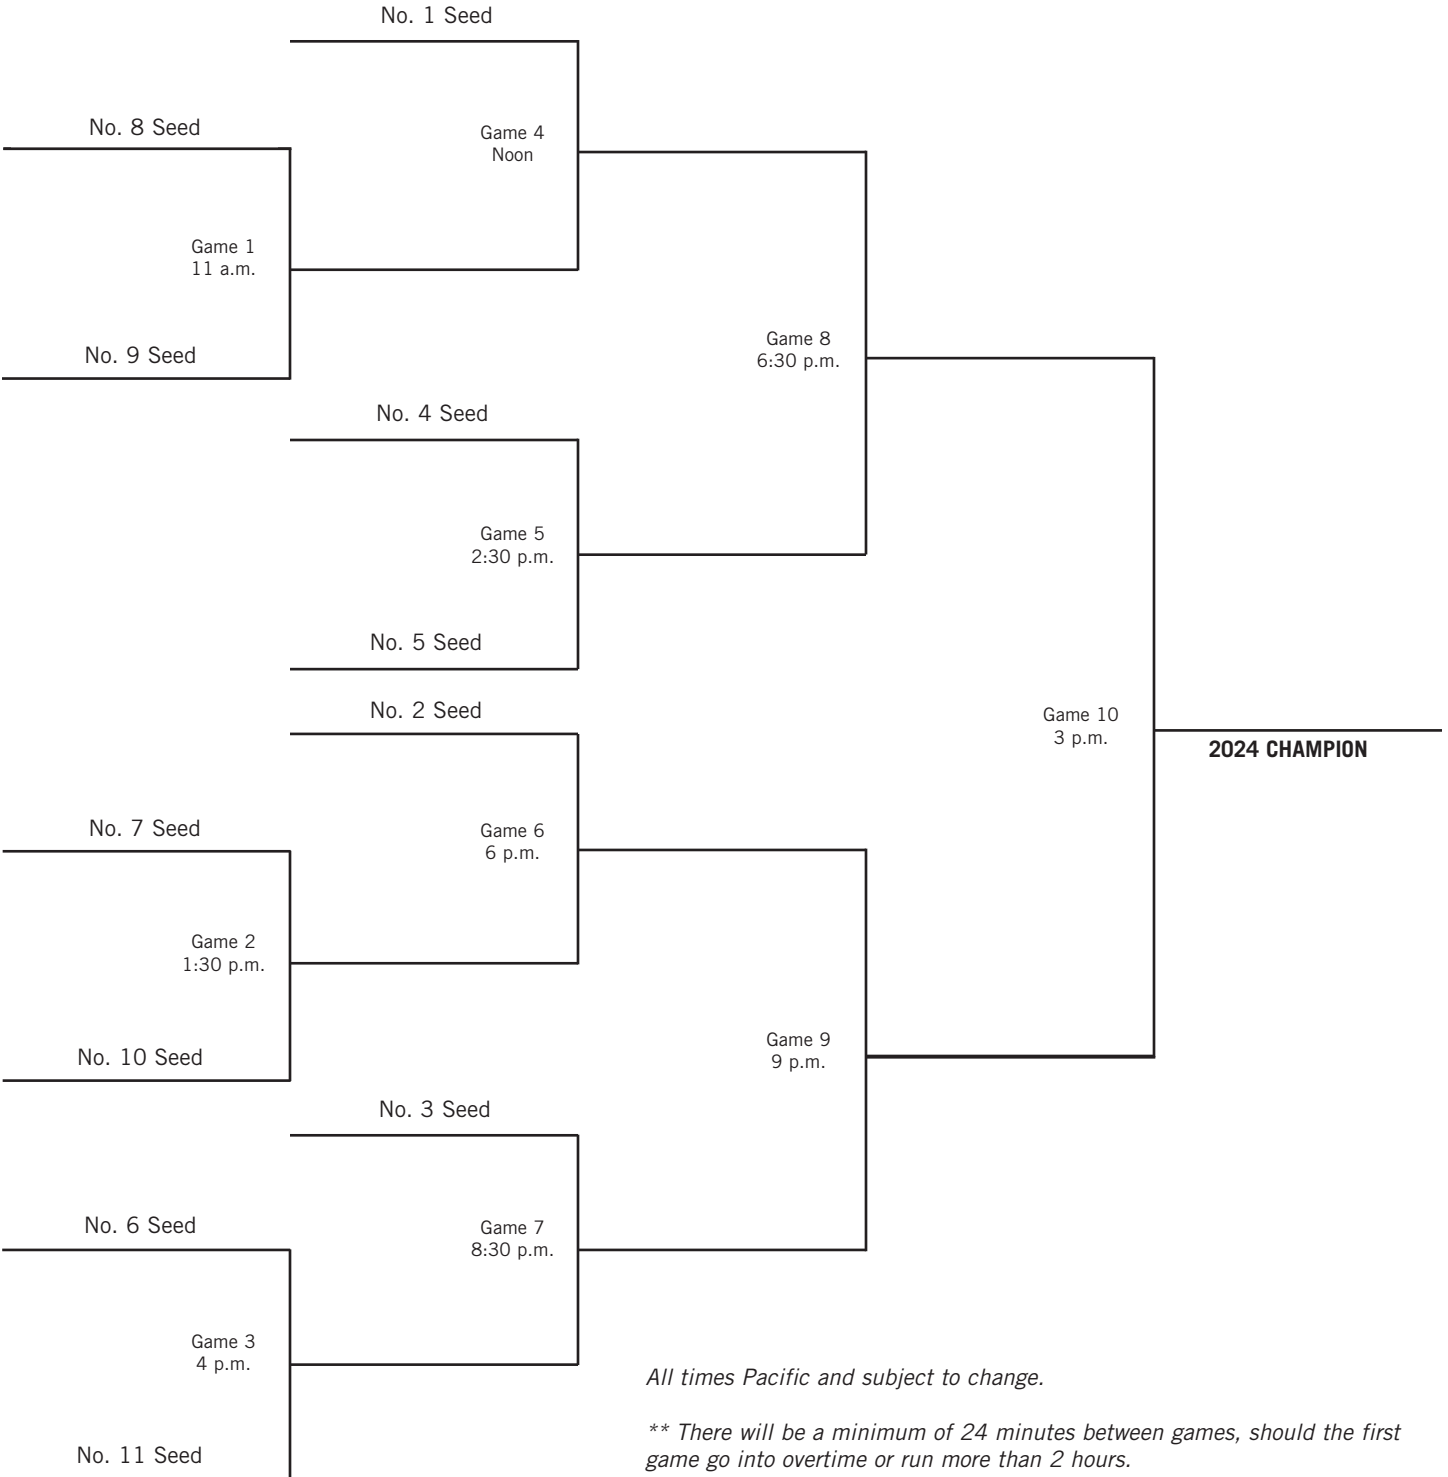 No. 1 Seed
No. 8 Seed
Game 4
Noon
Game 1
11 a.m.
Game 8
6:30 p.m.
No. 9 Seed
No. 4 Seed
Game 5
2:30 p.m.
No. 5 Seed
No. 2 Seed
Game 10
3 p.m.
2024 CHAMPION
No. 7 Seed
Game 6
6 p.m.
Game 2
1:30 p.m.
Game 9
9 p.m.
No. 10 Seed
No. 3 Seed
No. 6 Seed
Game 7
8:30 p.m.
Game 3
4 p.m.
No. 11 Seed
All times Pacific and subject to change.
** There will be a minimum of 24 minutes between games, should the first
game go into overtime or run more than 2 hours.